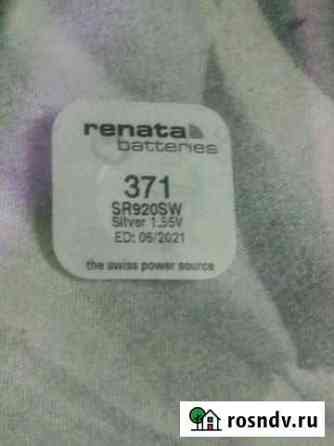 renata
batteries
371
SR920SW
Silver 1.55V
ED: 06/2021
the swiss power source
rosndv.ru